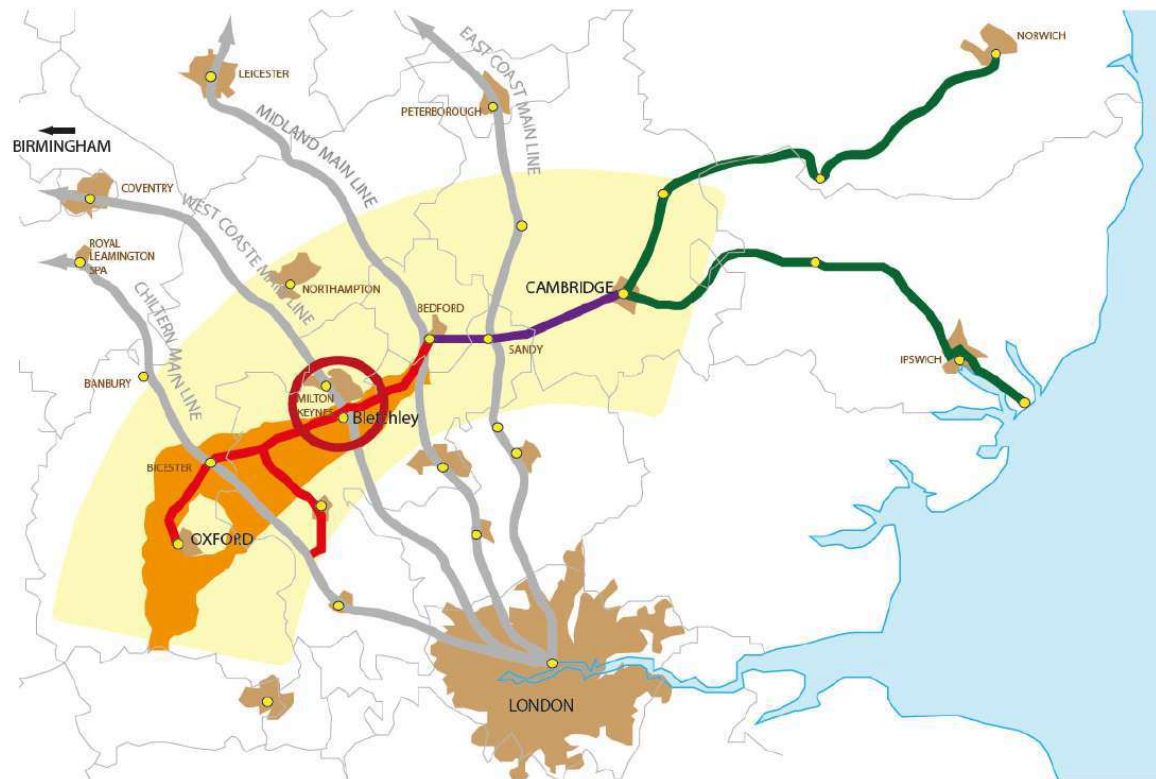 EAST COAST MAIN LINE
NORWICH
LEICESTER
PETERBOROUGH
MIDLAND MAIN LINE
BIRMINGHAM
COVENTRY
WEST COASTE MAIN LINE
ROYAL
LEAMINGTON
SPA
CHILTERN MAIN LINE
NORTHAMPTON
CAMBRIDGE
BEDFORD
SANDY
IPSWICH
BANBURY
MILTON
KEYNES
Bletchley
BICESTER
OXFORD
LONDON